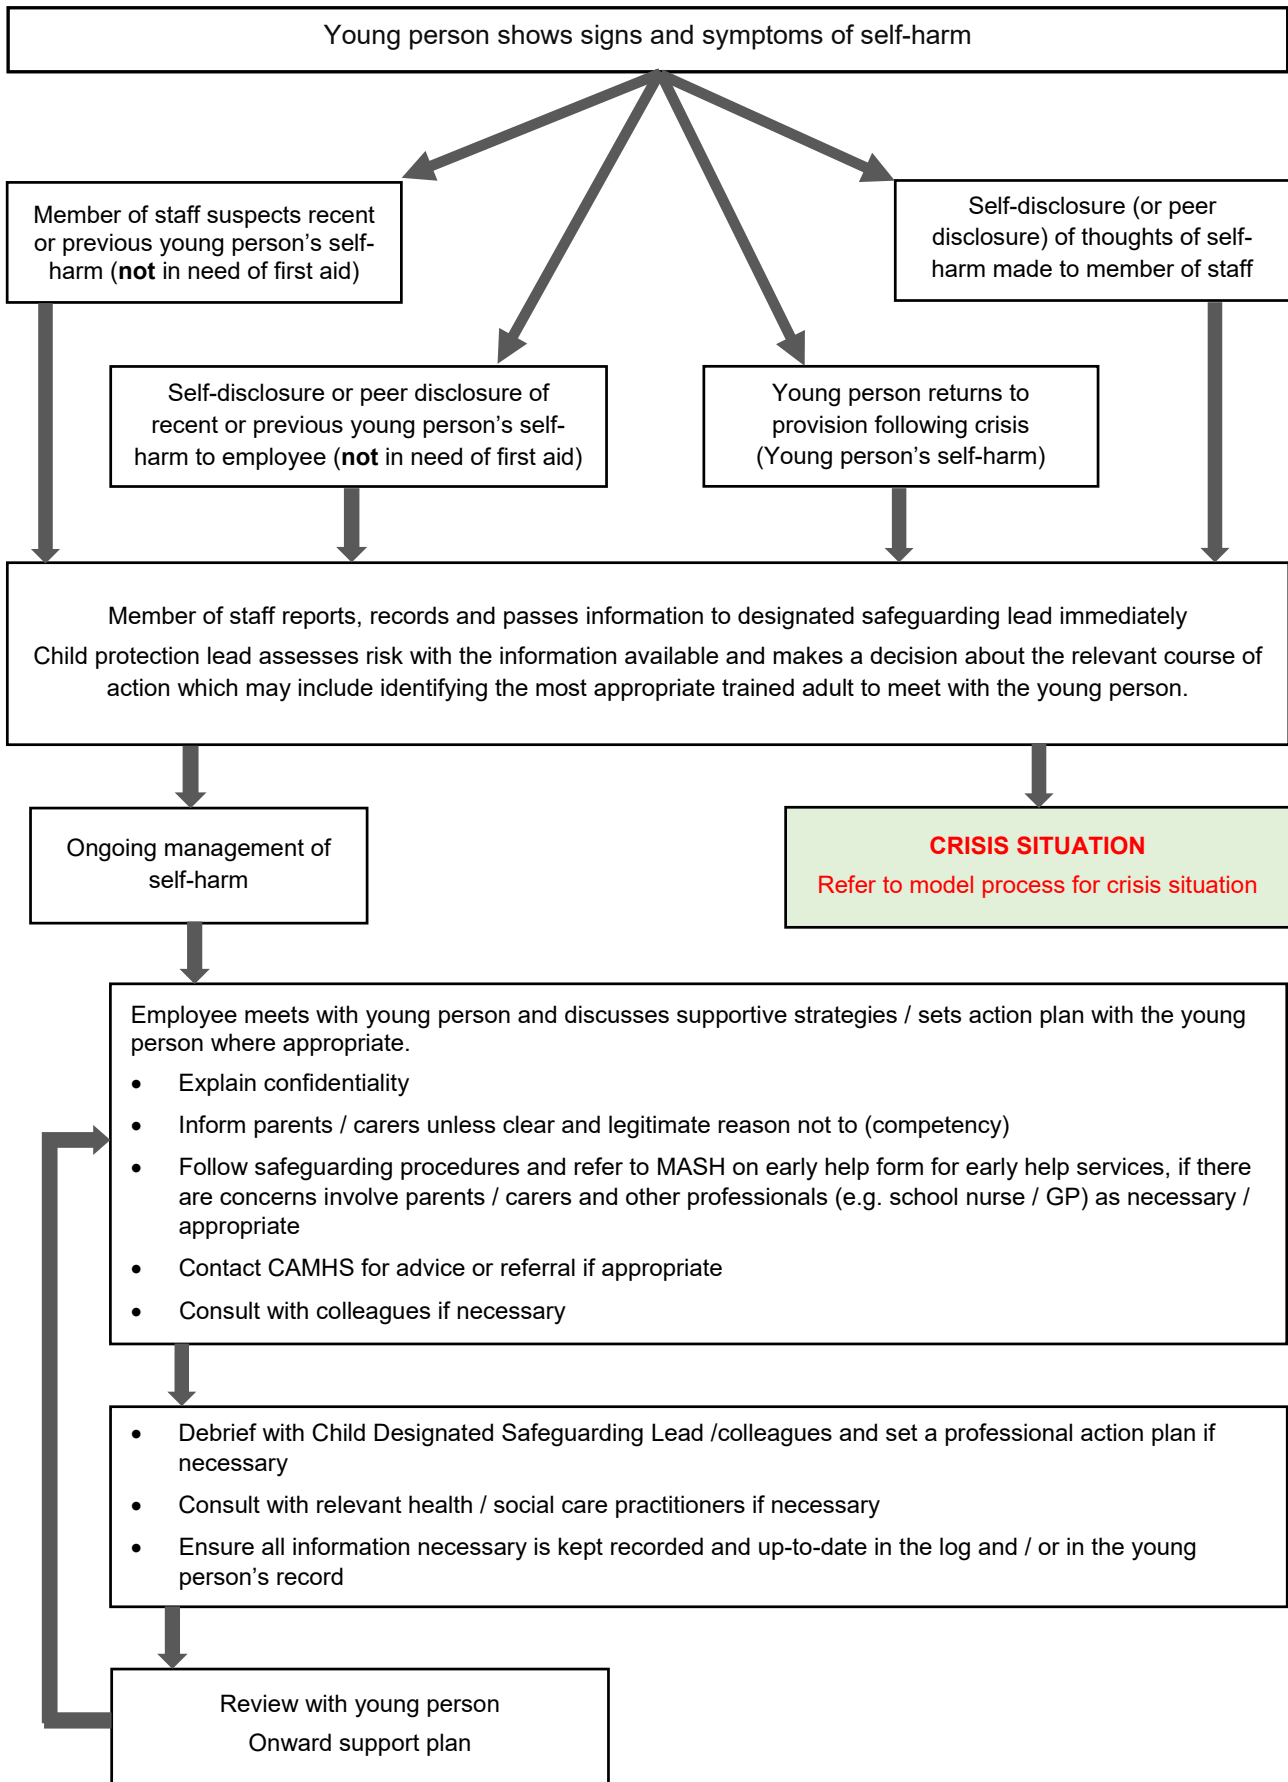 Young person shows signs and symptoms of self-harm
Member of staff suspects recent
or previous young person’s self-
harm (not in need of first aid)
Self-disclosure (or peer
disclosure) of thoughts of self-
harm made to member of staff
Self-disclosure or peer disclosure of
recent or previous young person’s self-
harm to employee (not in need of first aid)
Young person returns to
provision following crisis
(Young person’s self-harm)
Member of staff reports, records and passes information to designated safeguarding lead immediately
Child protection lead assesses risk with the information available and makes a decision about the relevant course of
action which may include identifying the most appropriate trained adult to meet with the young person.
Ongoing management of
self-harm
CRISIS SITUATION
Refer to model process for crisis situation
Employee meets with young person and discusses supportive strategies / sets action plan with the young
person where appropriate.
• Explain confidentiality
• Inform parents / carers unless clear and legitimate reason not to (competency)
• Follow safeguarding procedures and refer to MASH on early help form for early help services, if there
are concerns involve parents / carers and other professionals (e.g. school nurse / GP) as necessary /
appropriate
• Contact CAMHS for advice or referral if appropriate
• Consult with colleagues if necessary
• Debrief with Child Designated Safeguarding Lead /colleagues and set a professional action plan if
necessary
• Consult with relevant health / social care practitioners if necessary
• Ensure all information necessary is kept recorded and up-to-date in the log and / or in the young
person’s record
Review with young person
Onward support plan